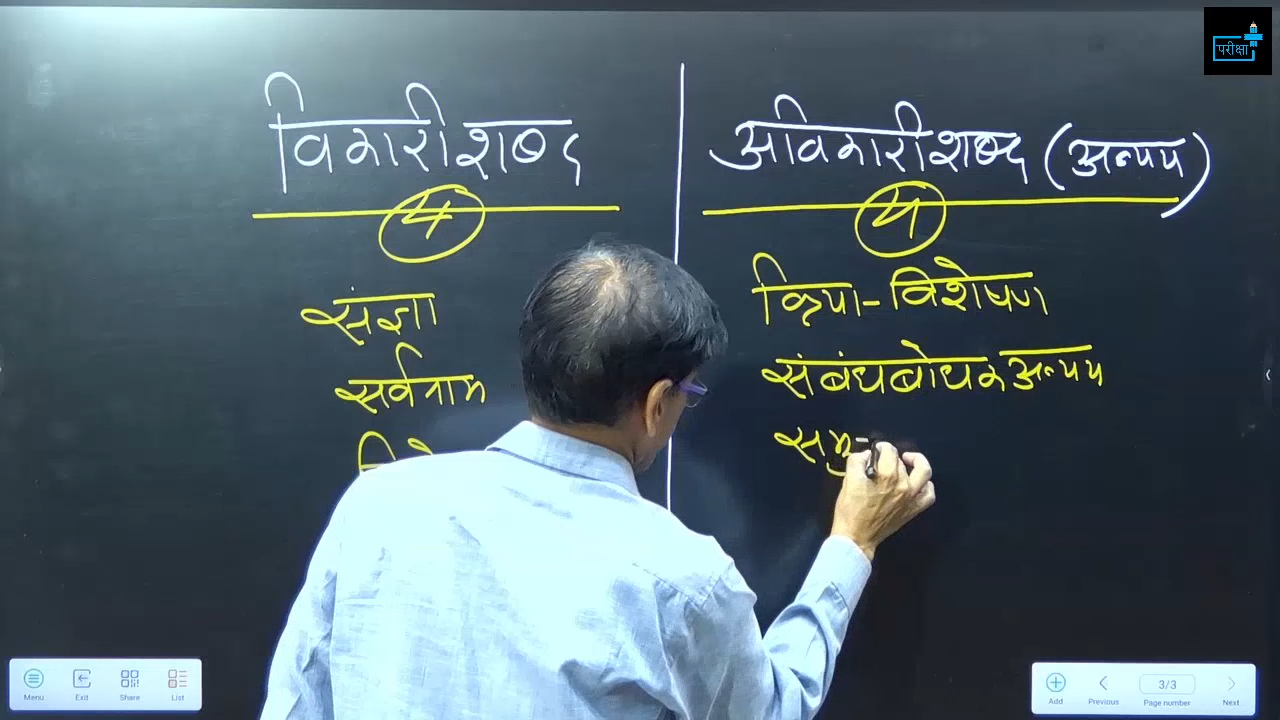 परीक्षा
विकारी शब्द
४
संज्ञा
सर्वनाम
अविकारी शब्द (अव्यय)
४
क्रिया-विशेषण
संबंधबोधक अव्यय
समु
Menu Exit Share List
Add Previous 3/3 Page number Next